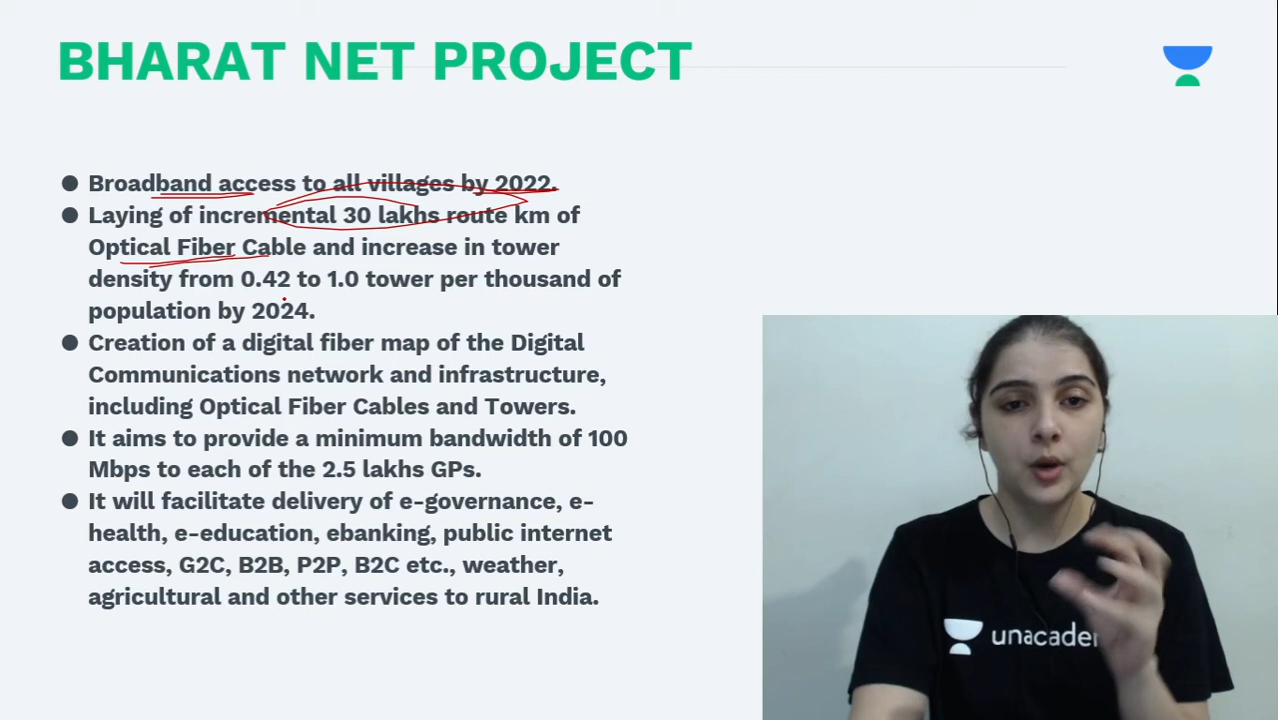 BHARAT NET PROJECT
● Broadband access to all villages by 2022.
● Laying of incremental 30 lakhs route km of
Optical Fiber Cable and increase in tower
density from 0.42 to 1.0 tower per thousand of
population by 2024.
● Creation of a digital fiber map of the Digital
Communications network and infrastructure,
including Optical Fiber Cables and Towers.
● It aims to provide a minimum bandwidth of 100
Mbps to each of the 2.5 lakhs GPs.
● It will facilitate delivery of e-governance, e-
health, e-education, ebanking, public internet
access, G2C, B2B, P2P, B2C etc., weather,
agricultural and other services to rural India.
unacade